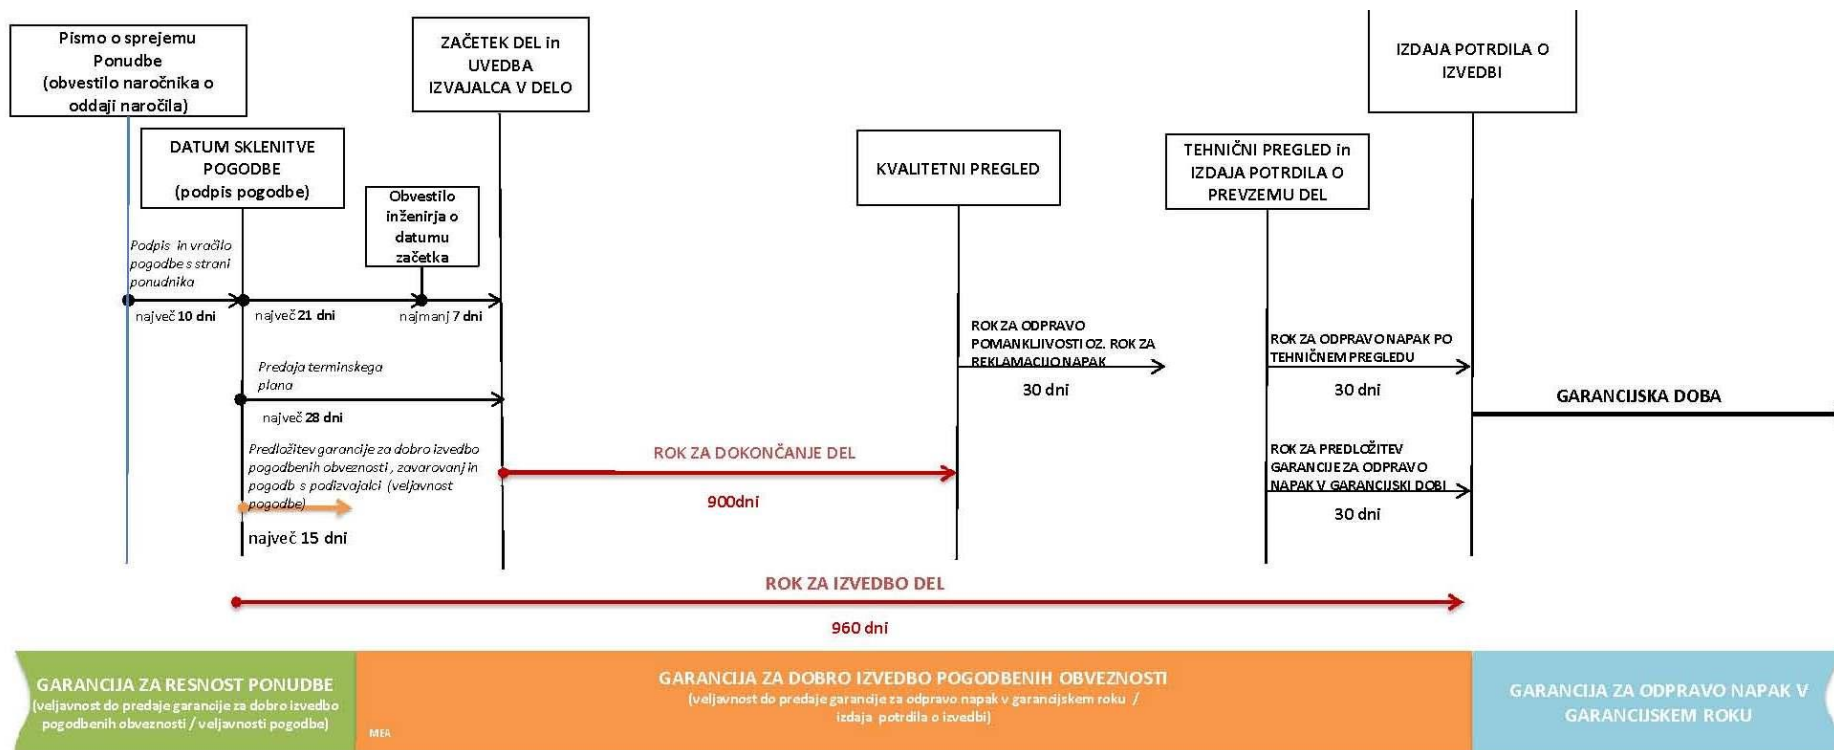 Pismo o sprejemu
Ponudbe
(obvestilo naročnika o
oddaji naročila)
DATUM SKLENITVE
POGODBE
(podpis pogodbe)
ZAČETEK DEL in
UVEDBA
IZVAJALCA V DELO
Obvestilo
inženirja o
datumu
začetka
KVALITETNI PREGLED
TEHNIČNI PREGLED in
IZDAJA POTRDILA O
PREVZEMU DEL
IZDAJA POTRDILA O
IZVEDBI
Podpis in vračilo
pogodbe s strani
ponudnika
največ 10 dni
največ 21 dni
najmanj 7 dni
Predaja terminskega
plana
največ 28 dni
Predložitev garancije za dobro izvedbo
pogodbenih obveznosti , zavarovanj in
pogodb s podizvajalci (veljavnost
pogodbe)
največ 15 dni
ROK ZA DOKONČANJE DEL
900dni
ROK ZA ODPRAVO
POMANKLJIVOSTI OZ. ROK ZA
REKLAMACIJO NAPAK
30 dni
ROK ZA ODPRAVO NAPAK PO
TEHNIČNEM PREGLEDU
30 dni
ROK ZA PREDLOŽITEV
GARANCIJE ZA ODPRAVO
NAPAK V GARANCIJSKI DOBI
30 dni
GARANCIJSKA DOBA
ROK ZA IZVEDBO DEL
960 dni
GARANCIJA ZA RESNOST PONUDBE
(veljavnost do predaje garancije za dobro izvedbo
pogodbenih obveznosti / veljavnosti pogodbe)
MEA
GARANCIJA ZA DOBRO IZVEDBO POGODBENIH OBVEZNOSTI
(veljavnost do predaje garancije za odpravo napak v garancijskem roku /
izdaja potrdila o izvedbi)
GARANCIJA ZA ODPRAVO NAPAK V
GARANCIJSKEM ROKU